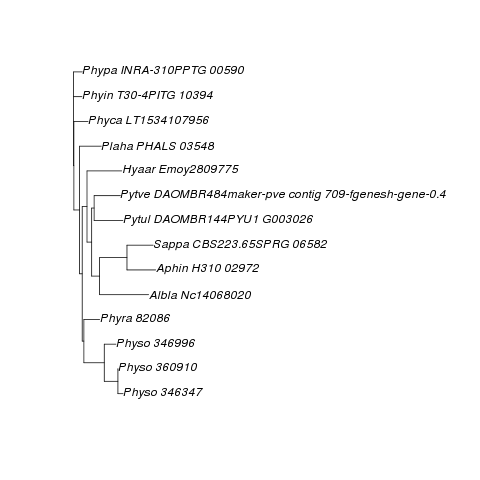 Phypa INRA-310PPTG 00590
Phyin T30-4PITG 10394
Phyca LT1534107956
Plaha PHALS 03548
Hyaar Emoy2809775
Pytve DAOMBR484maker-pve contig 709-fgenesh-gene-0.4
Pytul DAOMBR144PYU1 G003026
Sappa CBS223.65SPRG 06582
Aphin H310 02972
Albla Nc14068020
Phyra 82086
Physo 346996
Physo 360910
Physo 346347